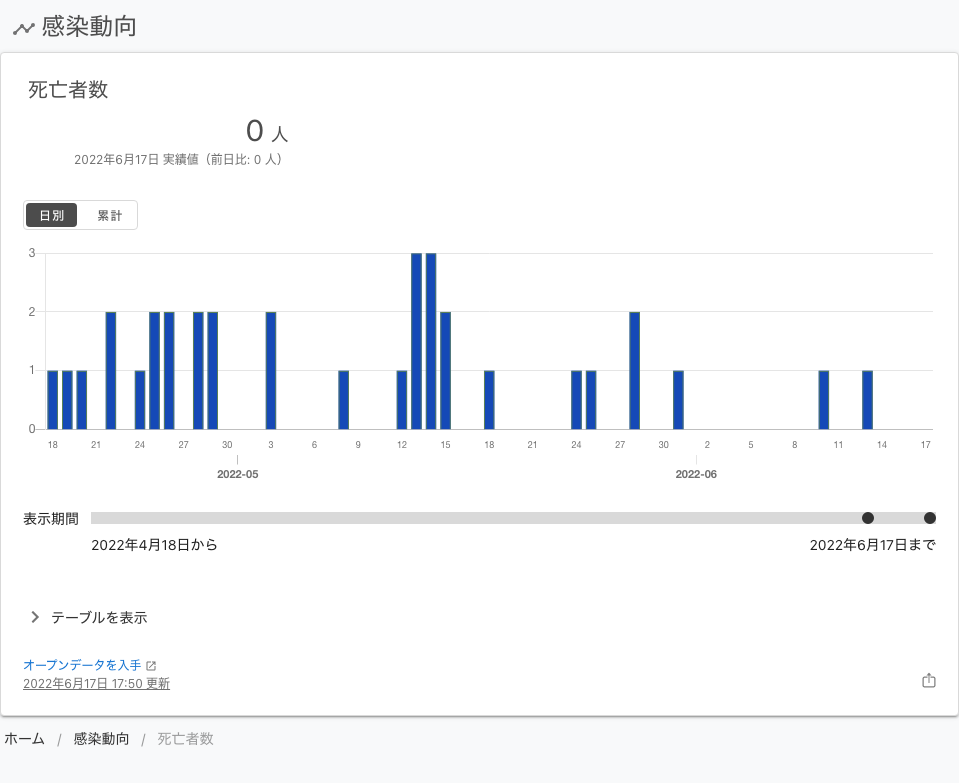 感染動向
死亡者数
0 人
2022年6月17日 実績値（前日比: 0 人）
日別 累計
3
2
1
0
18 21 24 27 30 3 6 9 12 15 18 21 24 27 30 2 5 8 11 14 17
2022-05 2022-06
表示期間
2022年4月18日から 2022年6月17日まで
テーブルを表示
オープンデータを入手
2022年6月17日 17:50 更新
ホーム / 感染動向 / 死亡者数